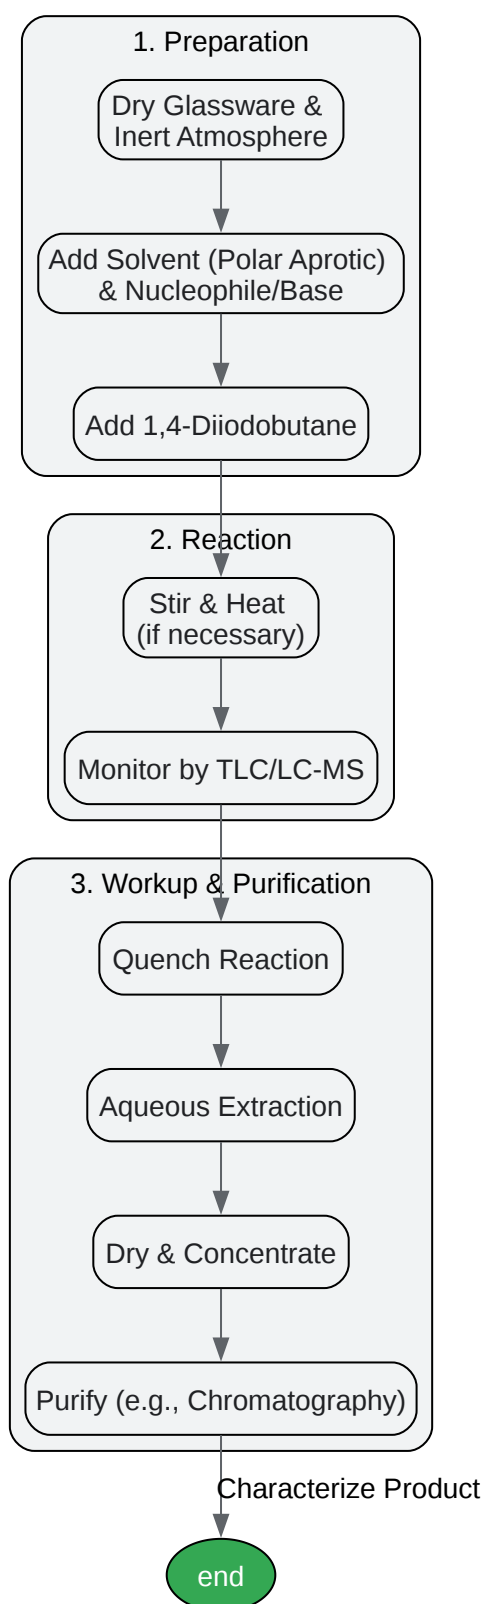 1. Preparation
Dry Glassware &
Inert Atmosphere
Add Solvent (Polar Aprotic)
& Nucleophile/Base
Add 1,4-Diiodobutane
2. Reaction
Stir & Heat
(if necessary)
Monitor by TLC/LC-MS
3. Workup & Purification
Quench Reaction
Aqueous Extraction
Dry & Concentrate
Purify (e.g., Chromatography)
Characterize Product
end